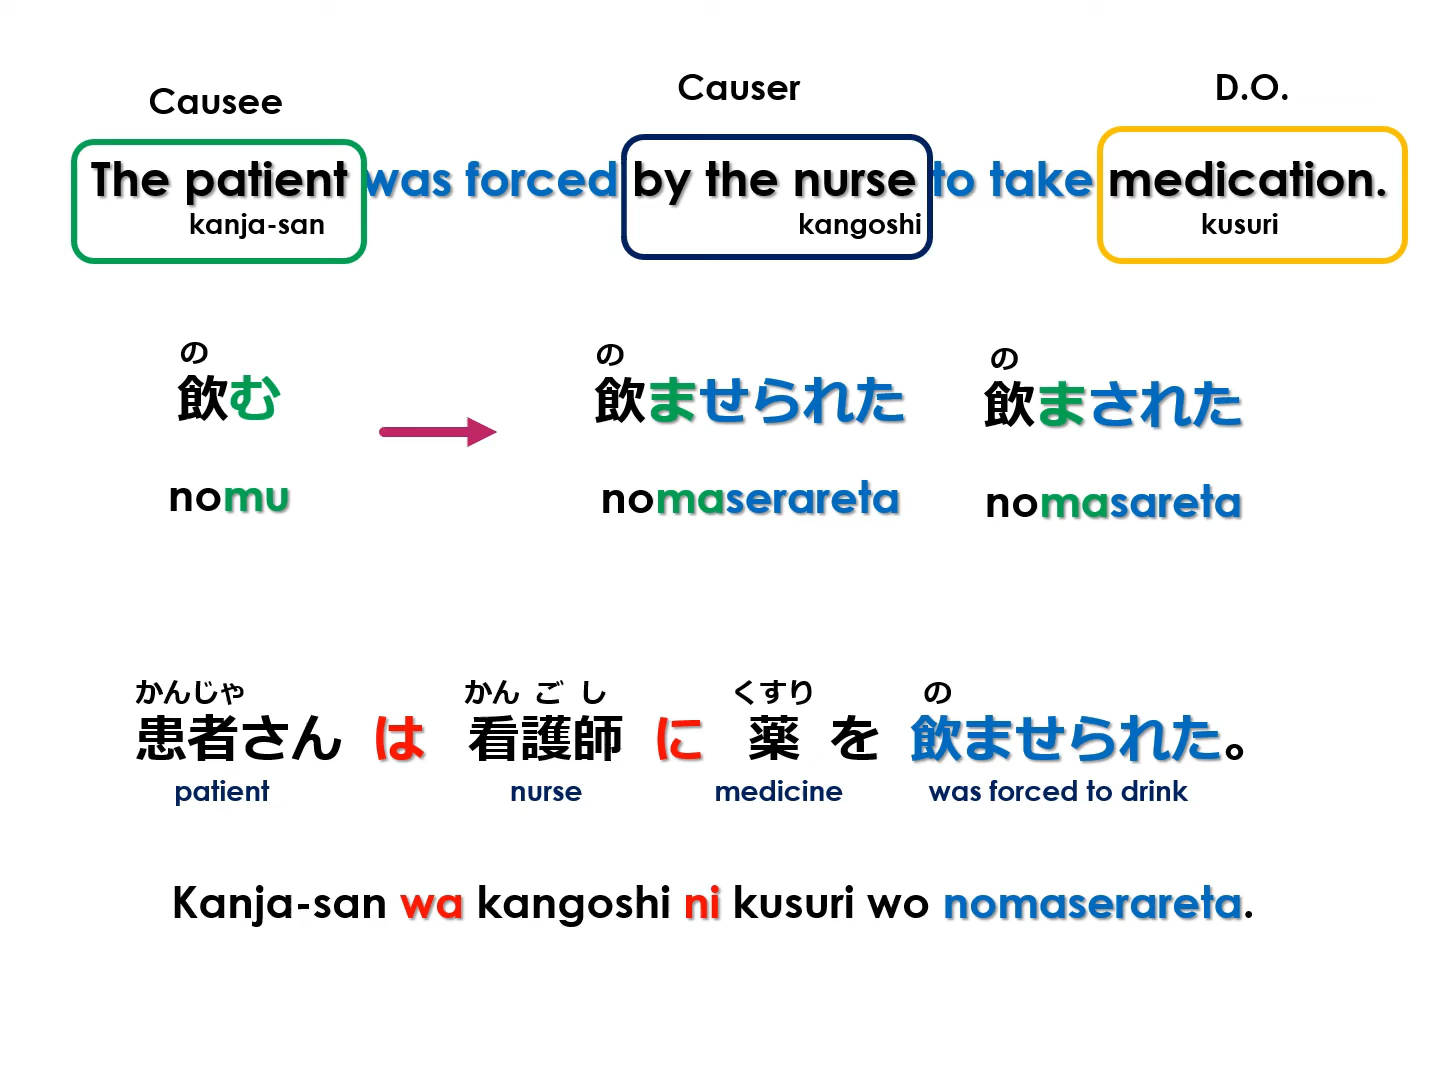 Causee Causer D.O.
The patient was forced by the nurse to take medication.
kanja-san kangoshi kusuri
の の の
飲む 飲ませられた 飲まされた
nomu nomaserareta nomasareta
かんじゃ かん ご し くすり の
患者さん は 看護師 に 薬 を 飲ませられた。
patient nurse medicine was forced to drink
Kanja-san wa kangoshi ni kusuri wo nomaserareta.